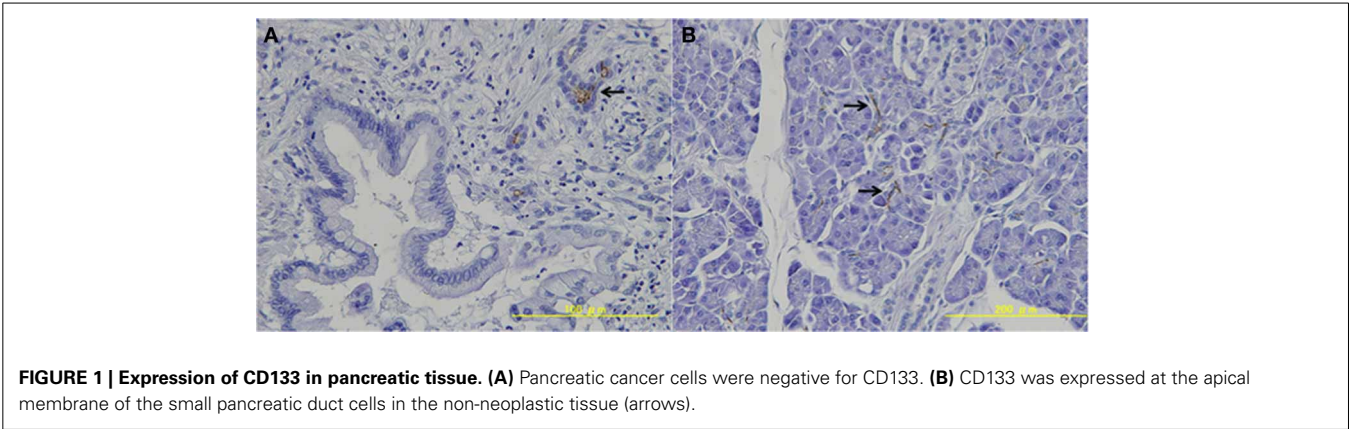 A
B
100 μm
200 μm
FIGURE 1 | Expression of CD133 in pancreatic tissue. (A) Pancreatic cancer cells were negative for CD133. (B) CD133 was expressed at the apical
membrane of the small pancreatic duct cells in the non-neoplastic tissue (arrows).